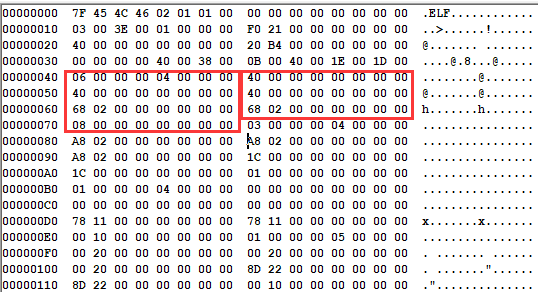 00000000 7F 45 4C 46 02 01 01 00 00 00 00 00 00 00 00 00 .ELF............
00000010 03 00 3E 00 01 00 00 00 F0 21 00 00 00 00 00 00 ..>......!......
00000020 40 00 00 00 00 00 00 00 20 B4 00 00 00 00 00 00 @....... .......
00000030 00 00 00 00 40 00 38 00 0B 00 40 00 1E 00 1D 00 ....@.8...@.....
00000040 06 00 00 00 04 00 00 00 40 00 00 00 00 00 00 00 ........@.......
00000050 40 00 00 00 00 00 00 00 40 00 00 00 00 00 00 00 @.......@.......
00000060 68 02 00 00 00 00 00 00 68 02 00 00 00 00 00 00 h.......h.......
00000070 08 00 00 00 00 00 00 00 03 00 00 00 04 00 00 00 ................
00000080 A8 02 00 00 00 00 00 00 A8 02 00 00 00 00 00 00 ................
00000090 A8 02 00 00 00 00 00 00 1C 00 00 00 00 00 00 00 ................
000000A0 1C 00 00 00 00 00 00 00 01 00 00 00 00 00 00 00 ................
000000B0 01 00 00 00 04 00 00 00 00 00 00 00 00 00 00 00 ................
000000C0 00 00 00 00 00 00 00 00 00 00 00 00 00 00 00 00 ................
000000D0 78 11 00 00 00 00 00 00 78 11 00 00 00 00 00 00 x.......x.......
000000E0 00 10 00 00 00 00 00 00 01 00 00 00 05 00 00 00 ................
000000F0 00 20 00 00 00 00 00 00 00 20 00 00 00 00 00 00 . ....... ......
00000100 00 20 00 00 00 00 00 00 8D 22 00 00 00 00 00 00 . .......".......
00000110 8D 22 00 00 00 00 00 00 00 10 00 00 00 00 00 00 ."..............